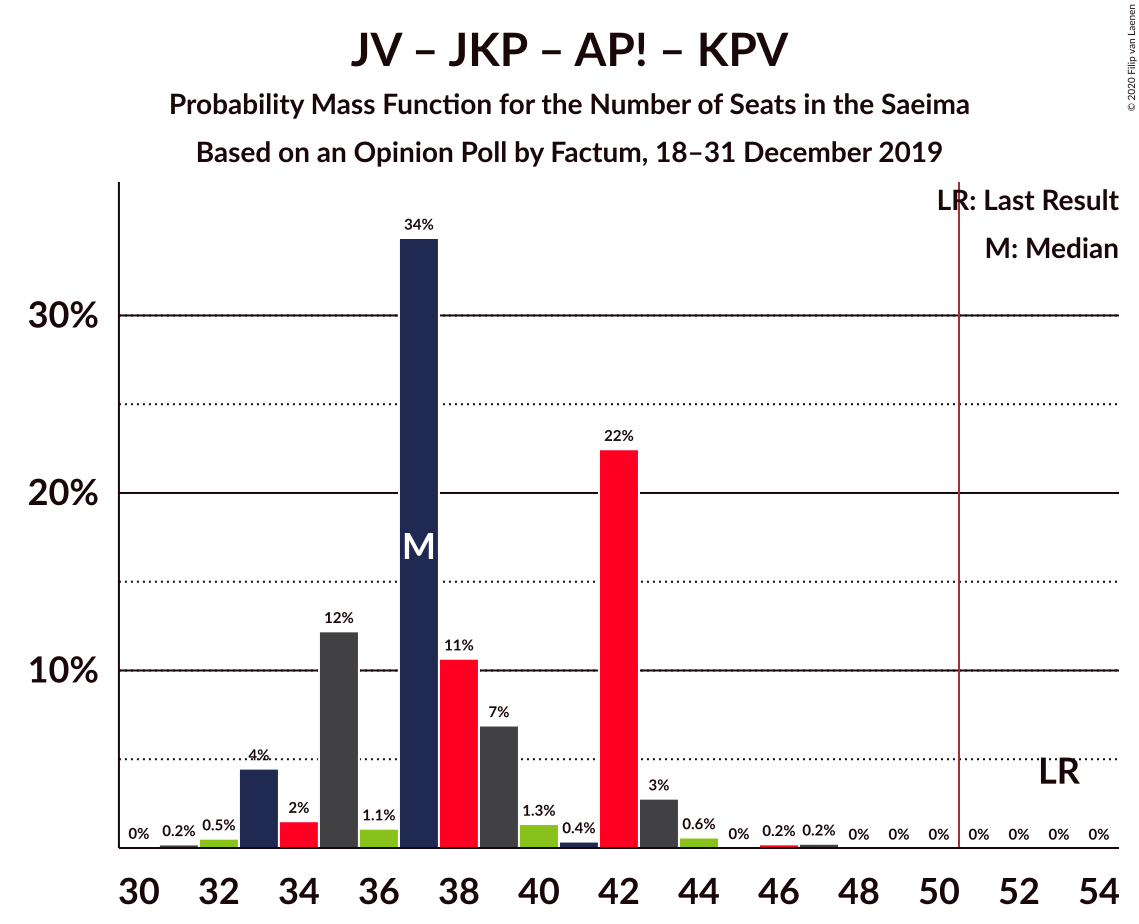 JV – JKP – AP! – KPV
Probability Mass Function for the Number of Seats in the Saeima
Based on an Opinion Poll by Factum, 18–31 December 2019
© 2020 Filip van Laenen
LR: Last Result
M: Median
30%
20%
10%
0% 0.2% 0.5% 4% 2% 12% 1.1% 34% 11% 7% 1.3% 0.4% 22% 3% 0.6% 0% 0.2% 0.2% 0% 0% 0% 0% 0% 0% 0%
M
LR
30 32 34 36 38 40 42 44 46 48 50 52 54